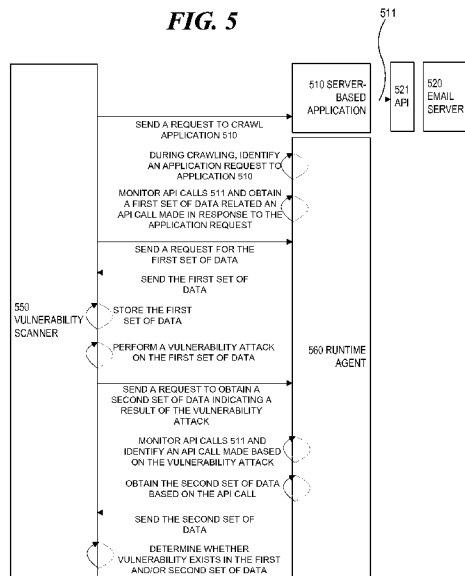 FIG. 5
511
510 SERVER-
BASED
APPLICATION
521
API
520
EMAIL
SERVER
SEND A REQUEST TO CRAWL
APPLICATION 510
DURING CRAWLING, IDENTIFY
AN APPLICATION REQUEST TO
APPLICATION 510
MONITOR API CALLS 511 AND OBTAIN
A FIRST SET OF DATA RELATED AN
API CALL MADE IN RESPONSE TO THE
APPLICATION REQUEST
SEND A REQUEST FOR THE
FIRST SET OF DATA
SEND THE FIRST SET OF
DATA
550
VULNERABILITY
SCANNER
STORE THE FIRST
SET OF DATA
560 RUNTIME
AGENT
PERFORM A VULNERABILITY ATTACK
ON THE FIRST SET OF DATA
SEND A REQUEST TO OBTAIN A
SECOND SET OF DATA INDICATING A
RESULT OF THE VULNERABILITY
ATTACK
MONITOR API CALLS 511 AND
IDENTIFY AN API CALL MADE BASED
ON THE VULNERABILITY ATTACK
OBTAIN THE SECOND SET OF DATA
BASED ON THE API CALL
SEND THE SECOND SET OF
DATA
DETERMINE WHETHER
VULNERABILITY EXISTS IN THE FIRST
AND/OR SECOND SET OF DATA